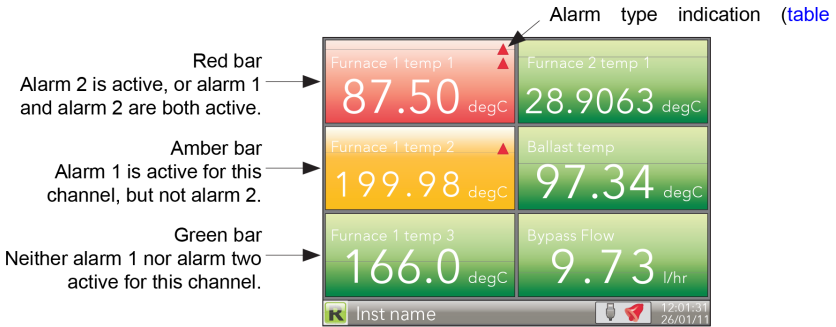 Alarm type indication (table
Red bar
Alarm 2 is active, or alarm 1
and alarm 2 are both active.
Amber bar
Alarm 1 is active for this
channel, but not alarm 2.
Green bar
Neither alarm 1 nor alarm two
active for this channel.
Furnace 1 temp 1
87.50 degC
Furnace 2 temp 1
28.9063 degC
Furnace 1 temp 2
199.98 degC
Ballast temp
97.34 degC
Furnace 1 temp 3
166.0 degC
Bypass Flow
9.73 l/hr
Inst name
12:01:31
26/01/11